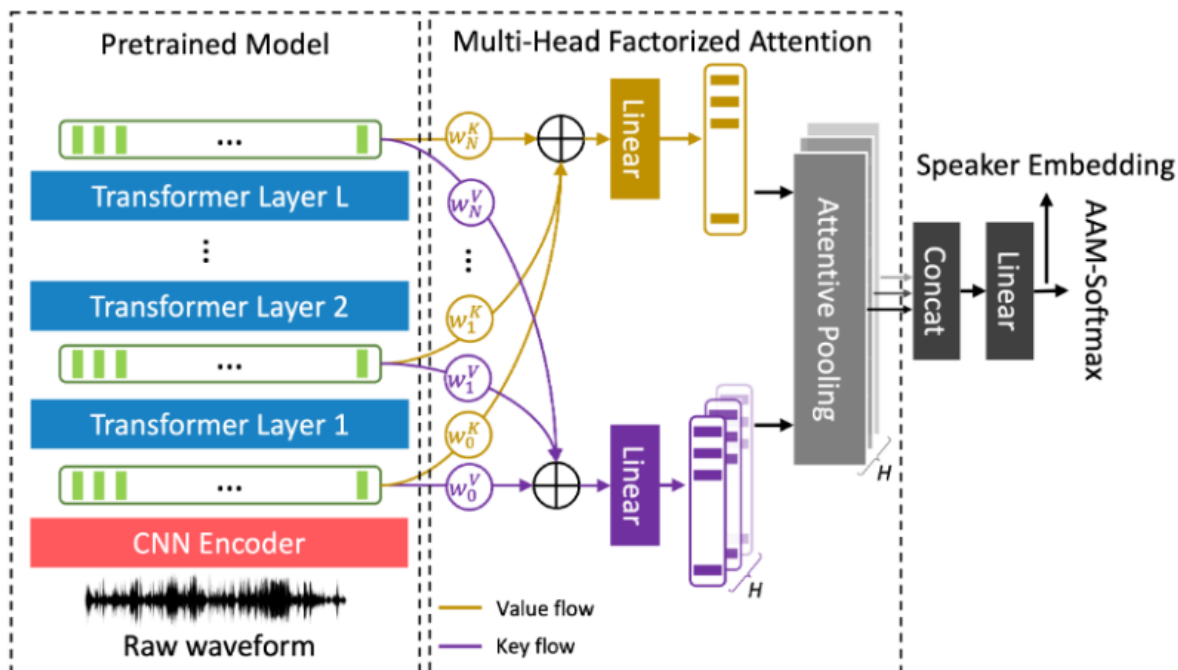 Pretrained Model
Multi-Head Factorized Attention
...
Transformer Layer L
⋮
Transformer Layer 2
...
Transformer Layer 1
...
CNN Encoder
Raw waveform
w_N^K
w_N^V
⋮
w_1^K
w_1^V
w_0^K
w_0^V
Linear
Linear
H
Value flow
Key flow
Attentive Pooling
H
Concat
Linear
Speaker Embedding
AAM-Softmax